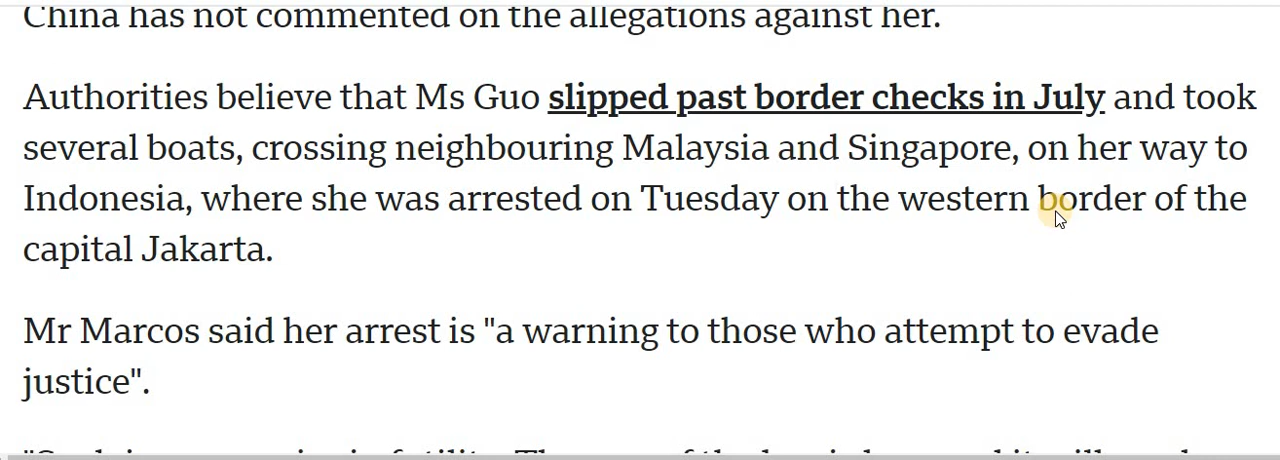 China has not commented on the allegations against her.
Authorities believe that Ms Guo slipped past border checks in July and took
several boats, crossing neighbouring Malaysia and Singapore, on her way to
Indonesia, where she was arrested on Tuesday on the western border of the
capital Jakarta.
Mr Marcos said her arrest is "a warning to those who attempt to evade
justice".